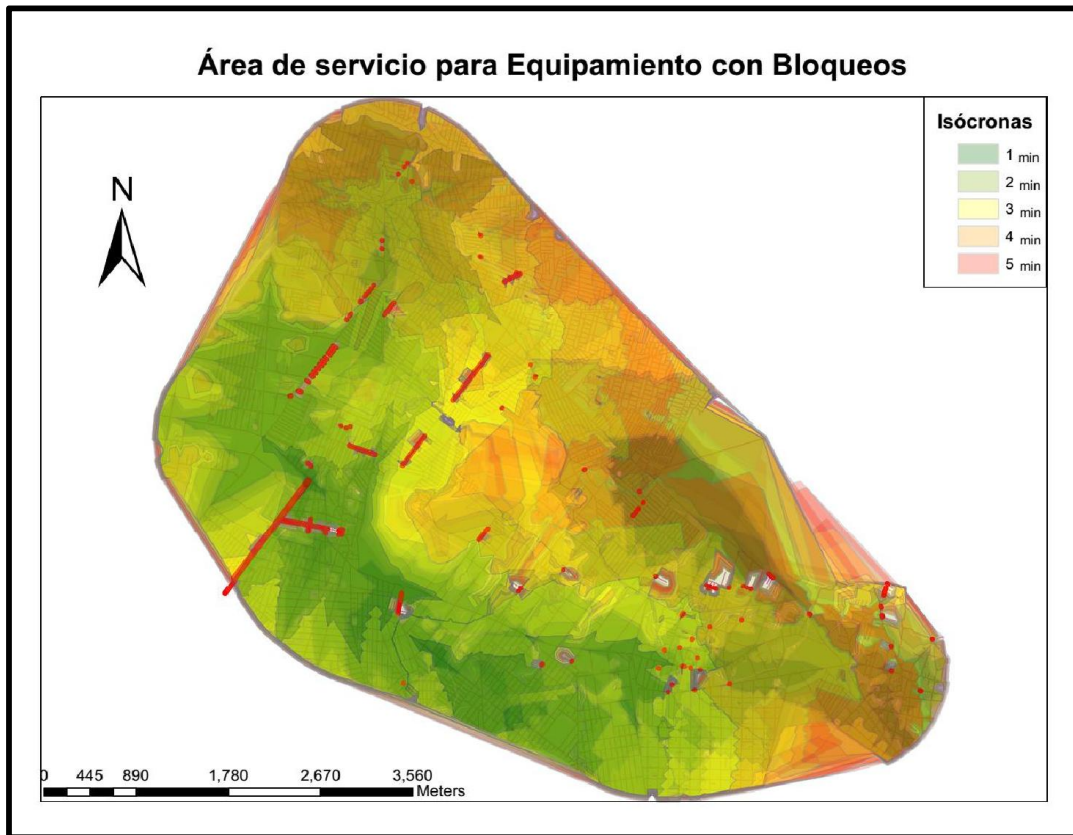 Área de servicio para Equipamiento con Bloqueos
Isócronas
1 min
2 min
3 min
4 min
5 min
N
0 445 890 1,780 2,670 3,560
Meters